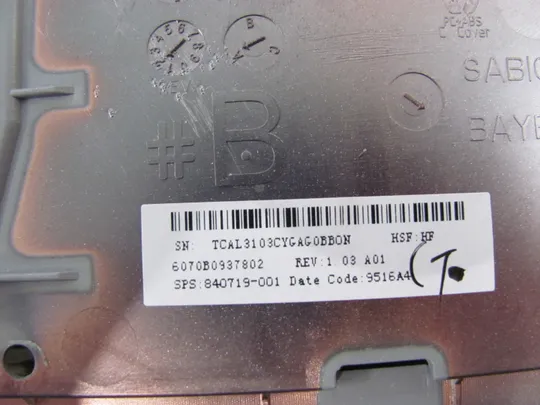 PC+ABS
C Cover
SABIC
BAYE
#B
SN: TCAL3103CYGAG0BB0N HSF:HF
6070B0937802 REV:1 03 A01
SPS:840719-001 Date Code:9516A4
T.